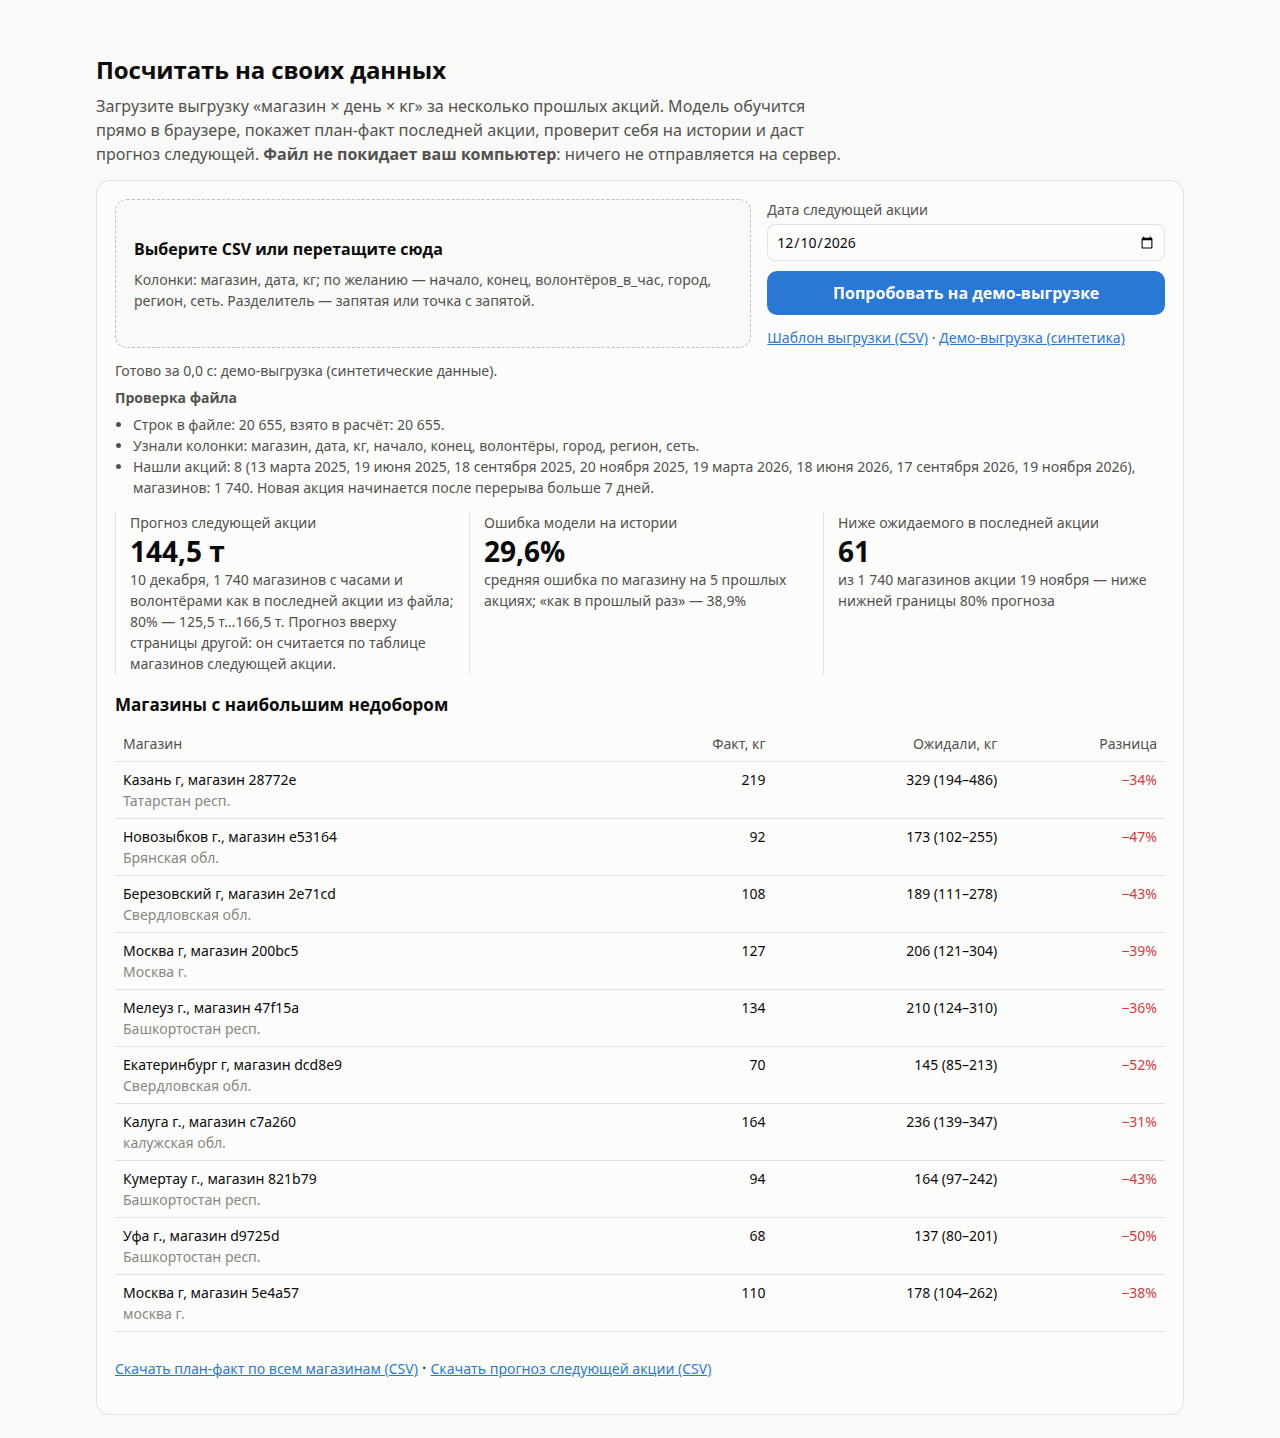 Посчитать на своих данных
Загрузите выгрузку «магазин × день × кг» за несколько прошлых акций. Модель обучится
прямо в браузере, покажет план-факт последней акции, проверит себя на истории и даст
прогноз следующей. Файл не покидает ваш компьютер: ничего не отправляется на сервер.
Выберите CSV или перетащите сюда
Колонки: магазин, дата, кг; по желанию — начало, конец, волонтёров_в_час, город,
регион, сеть. Разделитель — запятая или точка с запятой.
Дата следующей акции
12/10/2026
Попробовать на демо-выгрузке
Шаблон выгрузки (CSV) · Демо-выгрузка (синтетика)
Готово за 0,0 с: демо-выгрузка (синтетические данные).
Проверка файла
Строк в файле: 20 655, взято в расчёт: 20 655.
Узнали колонки: магазин, дата, кг, начало, конец, волонтёры, город, регион, сеть.
Нашли акций: 8 (13 марта 2025, 19 июня 2025, 18 сентября 2025, 20 ноября 2025, 19 марта 2026, 18 июня 2026, 17 сентября 2026, 19 ноября 2026),
магазинов: 1 740. Новая акция начинается после перерыва больше 7 дней.
Прогноз следующей акции
144,5 т
10 декабря, 1 740 магазинов с часами и
волонтёрами как в последней акции из файла;
80% — 125,5 т…166,5 т. Прогноз вверху
страницы другой: он считается по таблице
магазинов следующей акции.
Ошибка модели на истории
29,6%
средняя ошибка по магазину на 5 прошлых
акциях; «как в прошлый раз» — 38,9%
Ниже ожидаемого в последней акции
61
из 1 740 магазинов акции 19 ноября — ниже
нижней границы 80% прогноза
Магазины с наибольшим недобором
Магазин Факт, кг Ожидали, кг Разница
Казань г, магазин 28772e 219 329 (194–486) −34%
Татарстан респ.
Новозыбков г., магазин e53164 92 173 (102–255) −47%
Брянская обл.
Березовский г, магазин 2e71cd 108 189 (111–278) −43%
Свердловская обл.
Москва г, магазин 200bc5 127 206 (121–304) −39%
Москва г.
Мелеуз г., магазин 47f15a 134 210 (124–310) −36%
Башкортостан респ.
Екатеринбург г, магазин dcd8e9 70 145 (85–213) −52%
Свердловская обл.
Калуга г., магазин c7a260 164 236 (139–347) −31%
калужская обл.
Кумертау г., магазин 821b79 94 164 (97–242) −43%
Башкортостан респ.
Уфа г., магазин d9725d 68 137 (80–201) −50%
Башкортостан респ.
Москва г, магазин 5e4a57 110 178 (104–262) −38%
москва г.
Скачать план-факт по всем магазинам (CSV) · Скачать прогноз следующей акции (CSV)